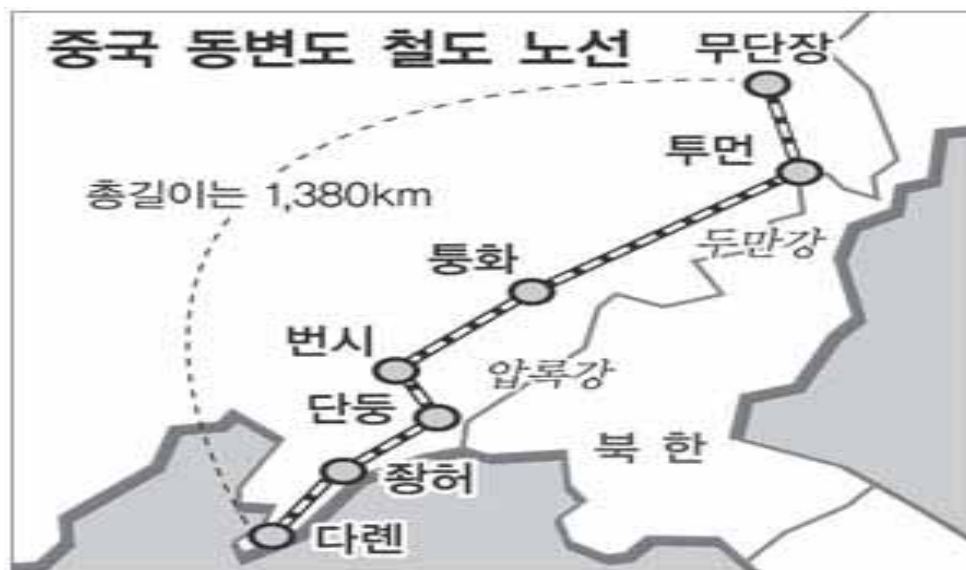 중국 동변도 철도 노선
무단장
투먼
총길이는 1,380km
두만강
퉁화
번시
압록강
단둥
북 한
좡허
다롄